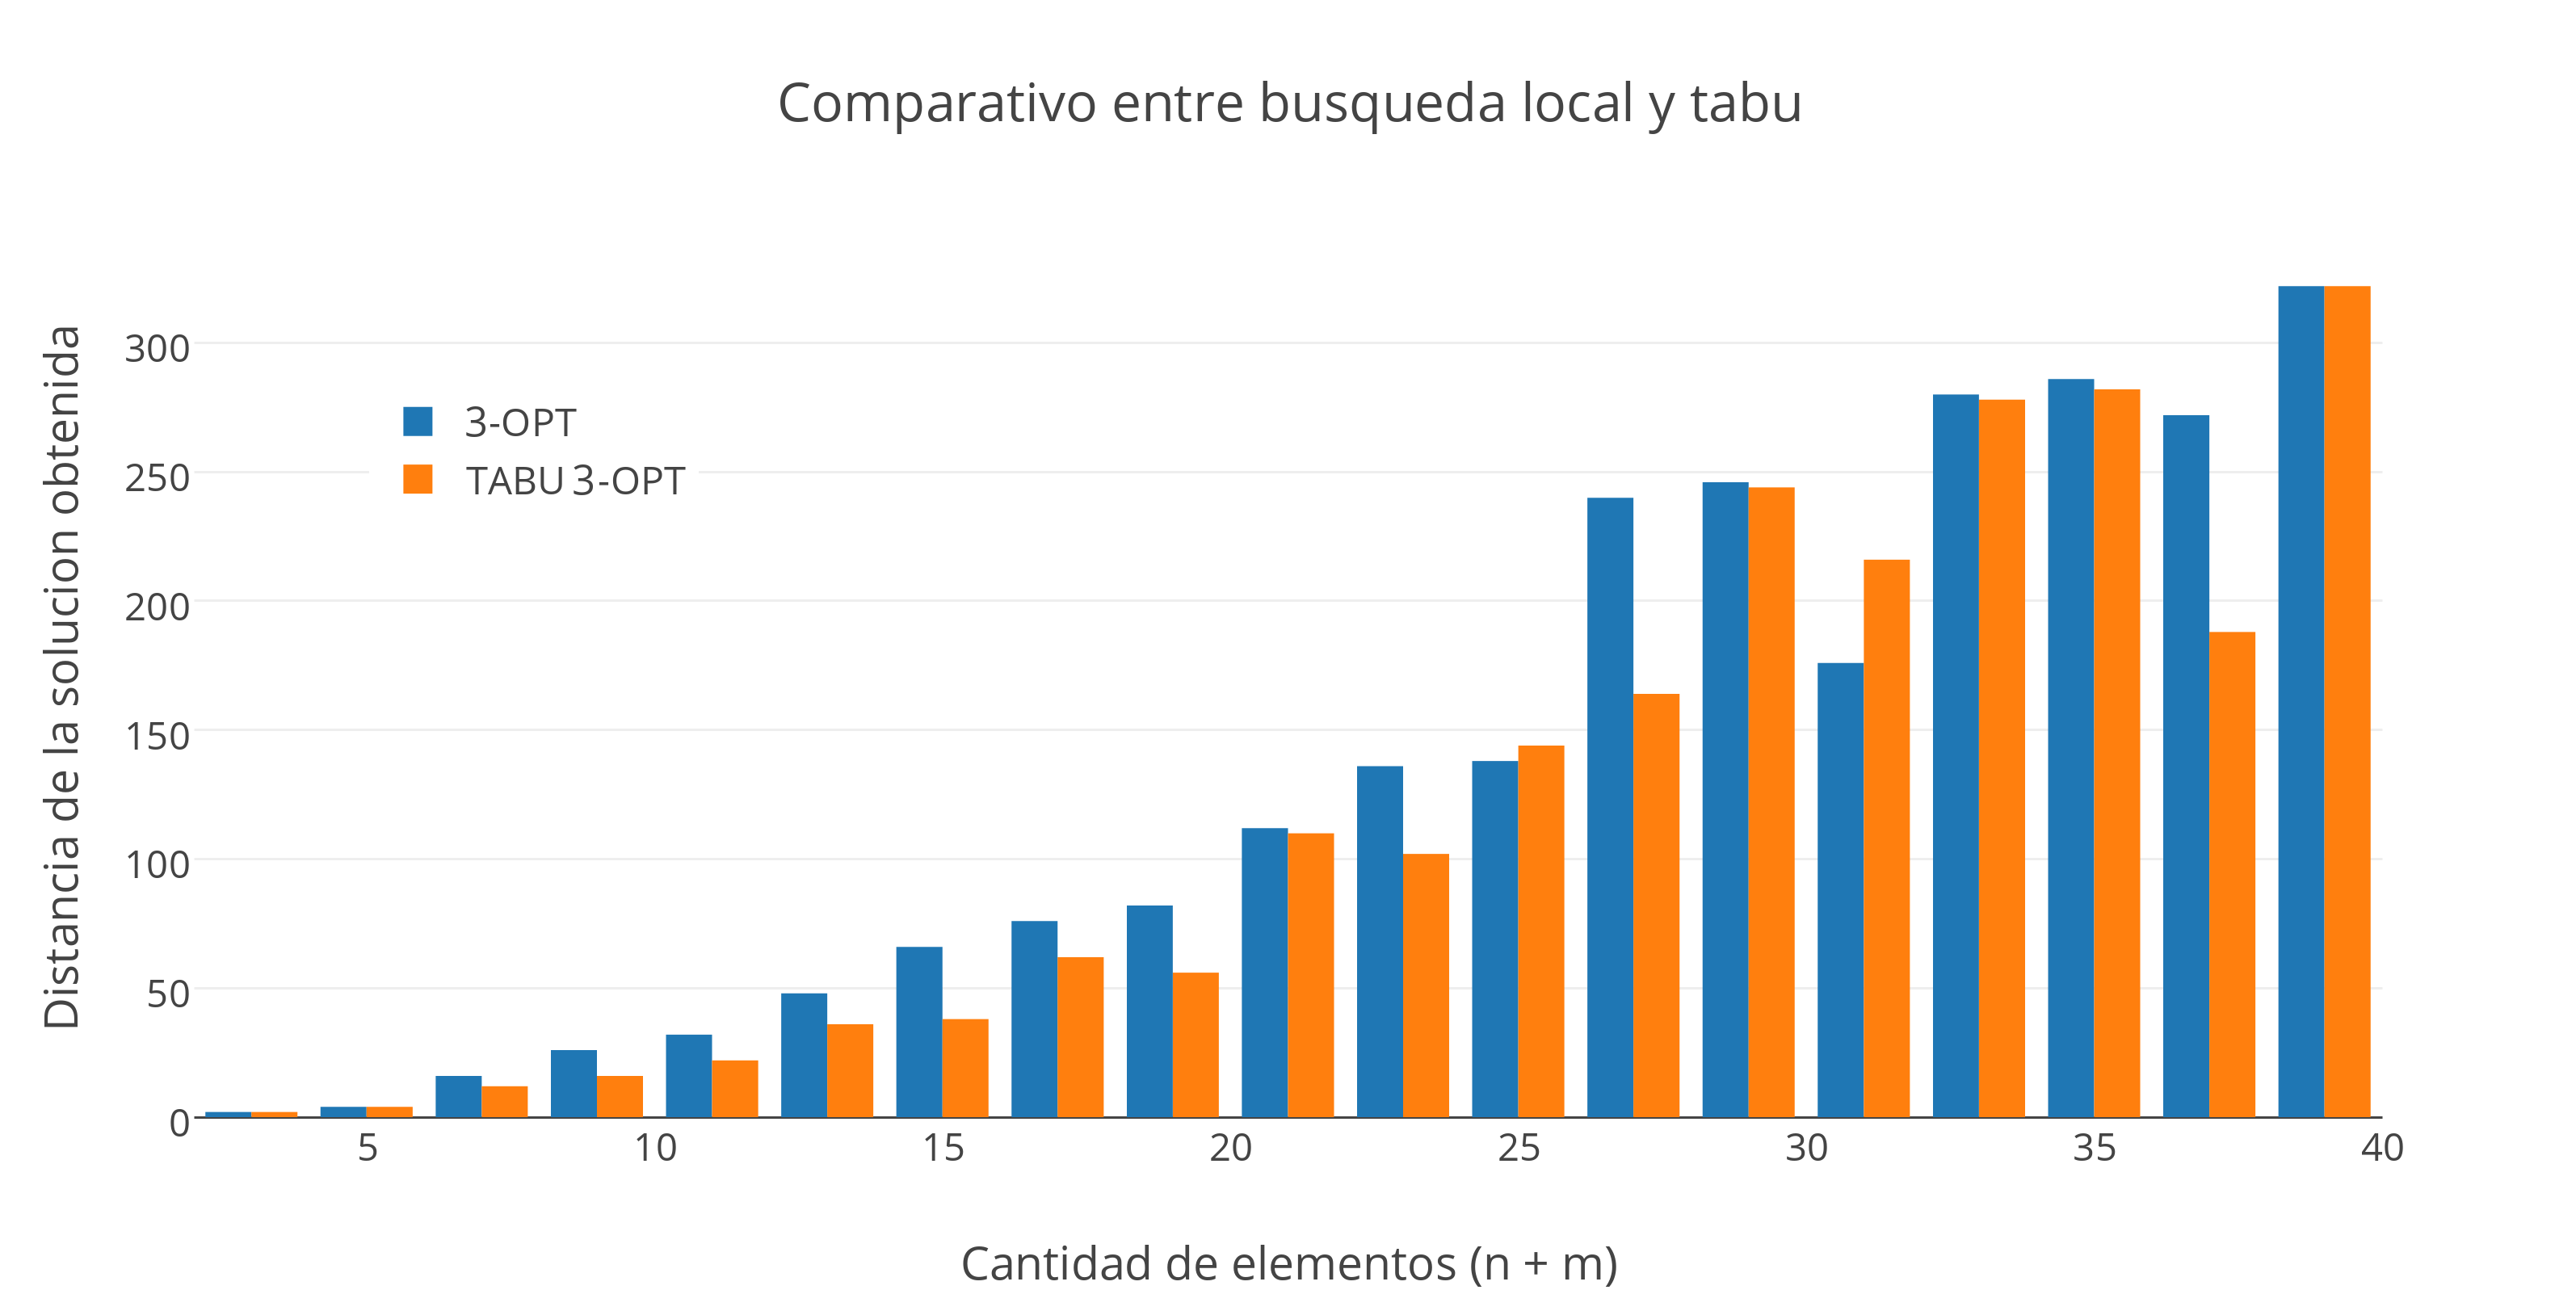 Comparativo entre busqueda local y tabu
Distancia de la solucion obtenida
300
250
200
150
100
50
0
3-OPT
TABU 3-OPT
5 10 15 20 25 30 35 40
Cantidad de elementos (n + m)